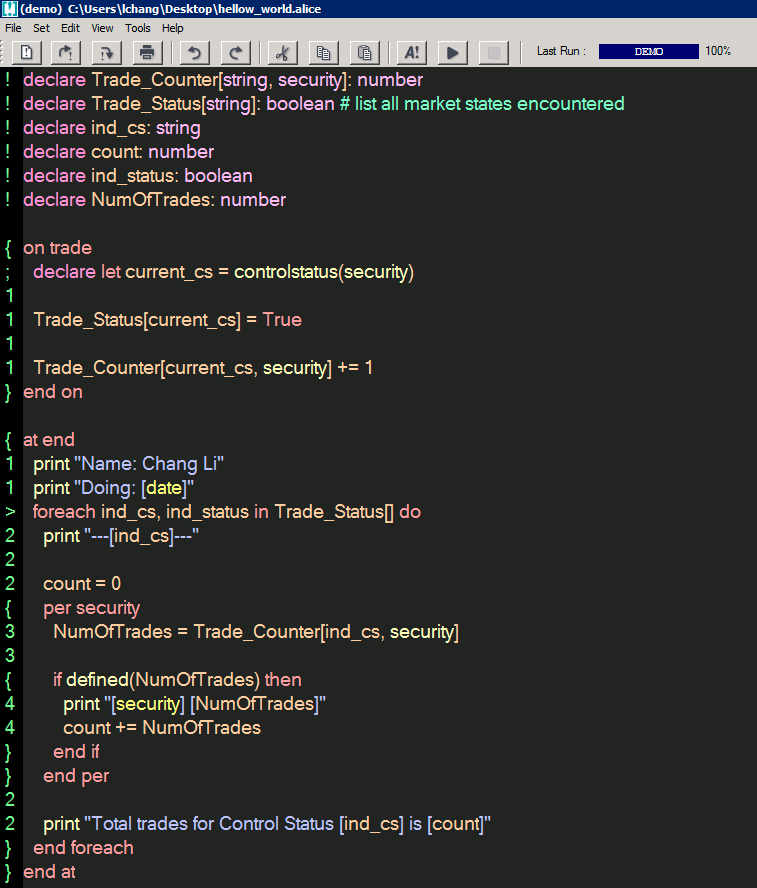 (demo) C:\Users\lchang\Desktop\hellow_world.alice
File Set Edit View Tools Help
A! Last Run : DEMO 100%
! declare Trade_Counter[string, security]: number
! declare Trade_Status[string]: boolean # list all market states encountered
! declare ind_cs: string
! declare count: number
! declare ind_status: boolean
! declare NumOfTrades: number
{ on trade
; declare let current_cs = controlstatus(security)
1
1 Trade_Status[current_cs] = True
1
1 Trade_Counter[current_cs, security] += 1
} end on
{ at end
1 print "Name: Chang Li"
1 print "Doing: [date]"
> foreach ind_cs, ind_status in Trade_Status[] do
2 print "---[ind_cs]---"
2
2 count = 0
{ per security
3 NumOfTrades = Trade_Counter[ind_cs, security]
3
{ if defined(NumOfTrades) then
4 print "[security] [NumOfTrades]"
4 count += NumOfTrades
} end if
} end per
2
2 print "Total trades for Control Status [ind_cs] is [count]"
} end foreach
} end at